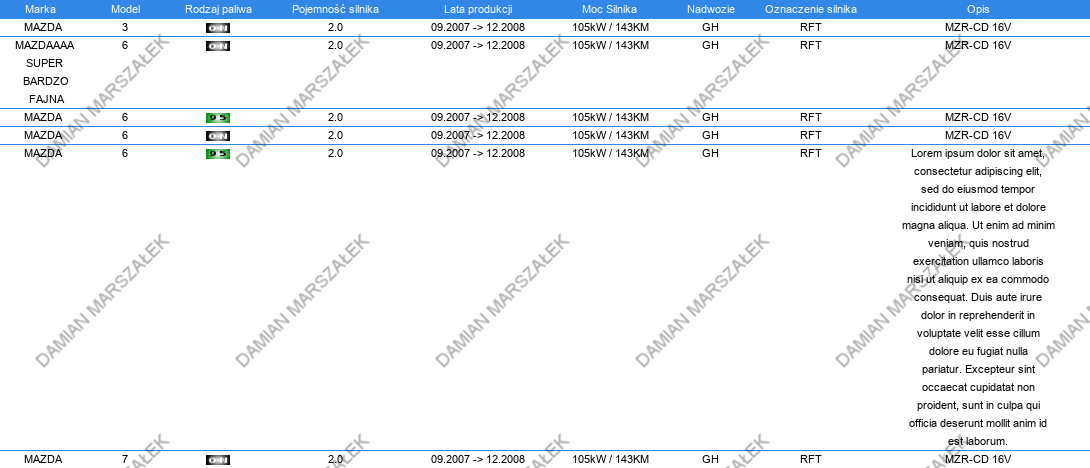 Marka Model Rodzaj paliwa Pojemność silnika Lata produkcji Moc Silnika Nadwozie Oznaczenie silnika Opis
MAZDA 3 ON 2.0 09.2007 -> 12.2008 105kW / 143KM GH RFT MZR-CD 16V
MAZDAAAA 6 ON 2.0 09.2007 -> 12.2008 105kW / 143KM GH RFT MZR-CD 16V
SUPER
BARDZO
FAJNA
MAZDA 6 95 2.0 09.2007 -> 12.2008 105kW / 143KM GH RFT MZR-CD 16V
MAZDA 6 ON 2.0 09.2007 -> 12.2008 105kW / 143KM GH RFT MZR-CD 16V
MAZDA 6 95 2.0 09.2007 -> 12.2008 105kW / 143KM GH RFT Lorem ipsum dolor sit amet,
consectetur adipiscing elit,
sed do eiusmod tempor
incididunt ut labore et dolore
magna aliqua. Ut enim ad minim
veniam, quis nostrud
exercitation ullamco laboris
nisi ut aliquip ex ea commodo
consequat. Duis aute irure
dolor in reprehenderit in
voluptate velit esse cillum
dolore eu fugiat nulla
pariatur. Excepteur sint
occaecat cupidatat non
proident, sunt in culpa qui
officia deserunt mollit anim id
est laborum.
MAZDA 7 ON 2.0 09.2007 -> 12.2008 105kW / 143KM GH RFT MZR-CD 16V
DAMIAN MARSZAŁEK
DAMIAN MARSZAŁEK
DAMIAN MARSZAŁEK
DAMIAN MARSZAŁEK
DAMIAN MARSZAŁEK
DAMIAN MARSZAŁEK
DAMIAN MARSZAŁEK
DAMIAN MARSZAŁEK
DAMIAN MARSZAŁEK
DAMIAN MARSZAŁEK